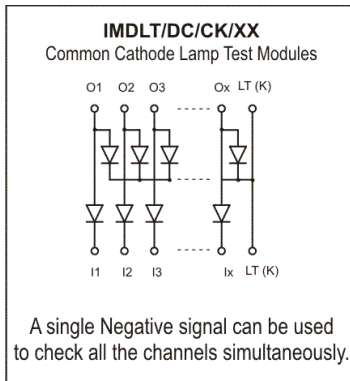 IMDLT/DC/CK/XX
Common Cathode Lamp Test Modules
O1 O2 O3 Ox LT (K)
I1 I2 I3 Ix LT (K)
A single Negative signal can be used
to check all the channels simultaneously.